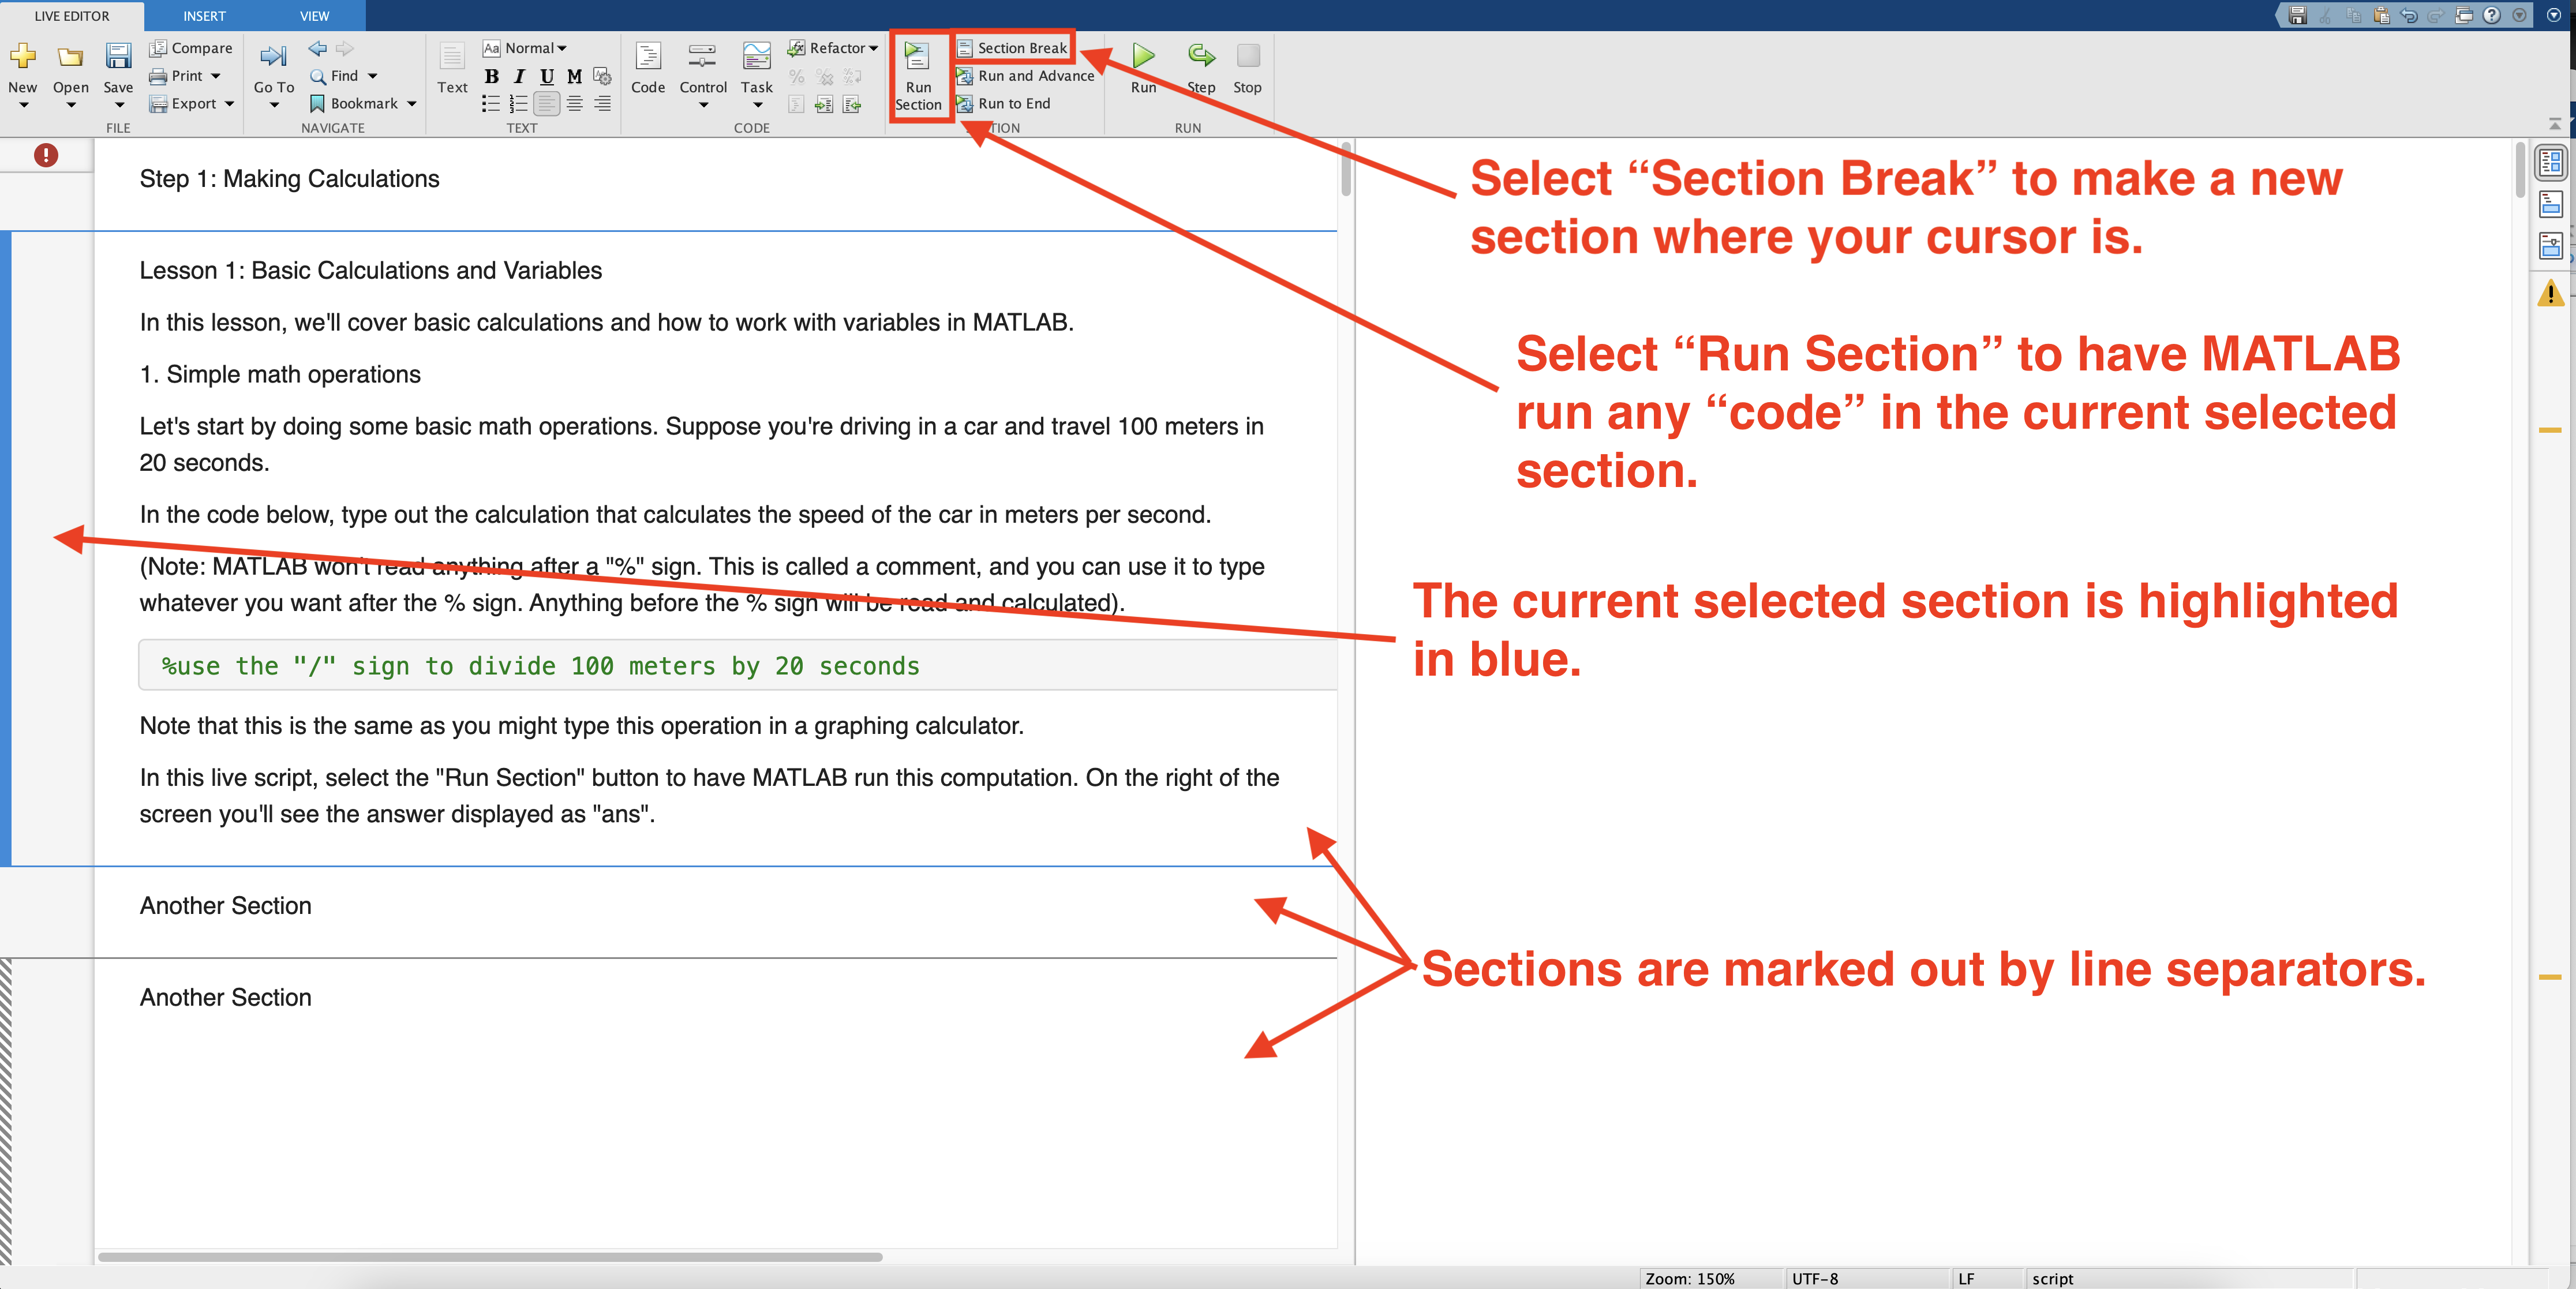 LIVE EDITOR
INSERT
VIEW
New
Open
Save
Compare
Print
Export
FILE
Go To
Find
Bookmark
NAVIGATE
Text
Aa Normal
B I U M
TEXT
Code
Control
Task
Refactor
CODE
Run
Section
Section Break
Run and Advance
Run to End
Run
Step
Stop
RUN
Step 1: Making Calculations
Lesson 1: Basic Calculations and Variables
In this lesson, we'll cover basic calculations and how to work with variables in MATLAB.
1. Simple math operations
Let's start by doing some basic math operations. Suppose you're driving in a car and travel 100 meters in
20 seconds.
In the code below, type out the calculation that calculates the speed of the car in meters per second.
(Note: MATLAB won't read anything after a "%" sign. This is called a comment, and you can use it to type
whatever you want after the % sign. Anything before the % sign will be read and calculated).
%use the "/" sign to divide 100 meters by 20 seconds
Note that this is the same as you might type this operation in a graphing calculator.
In this live script, select the "Run Section" button to have MATLAB run this computation. On the right of the
screen you'll see the answer displayed as "ans".
Another Section
Another Section
Select “Section Break” to make a new
section where your cursor is.
Select “Run Section” to have MATLAB
run any “code” in the current selected
section.
The current selected section is highlighted
in blue.
Sections are marked out by line separators.
Zoom: 150%
UTF-8
LF
script